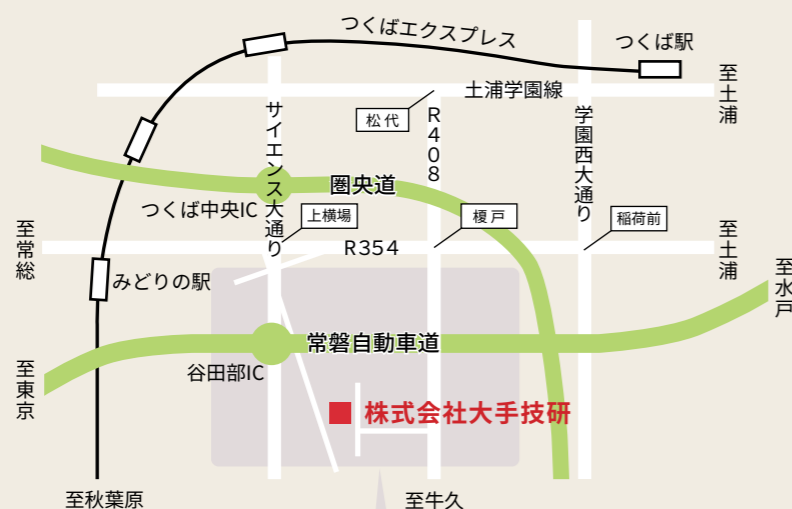 つくばエクスプレス
つくば駅
至土浦
土浦学園線
松代
サイエンス大通り
R408
学園西大通り
圏央道
つくば中央IC
上横場
榎戸
稲荷前
至常総
R354
至土浦
みどりの駅
至水戸
常磐自動車道
谷田部IC
至東京
株式会社大手技研
至秋葉原
至牛久